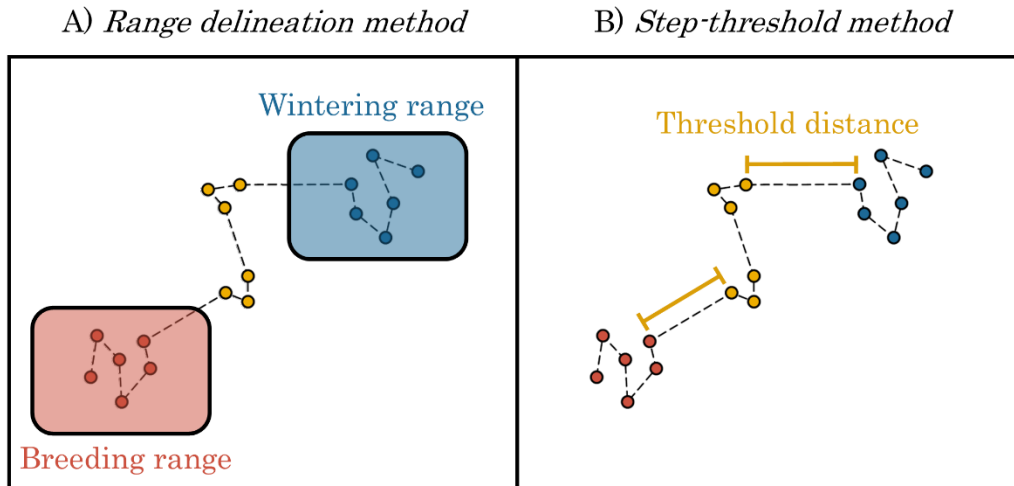 A) Range delineation method
B) Step-threshold method
Wintering range
Breeding range
Threshold distance